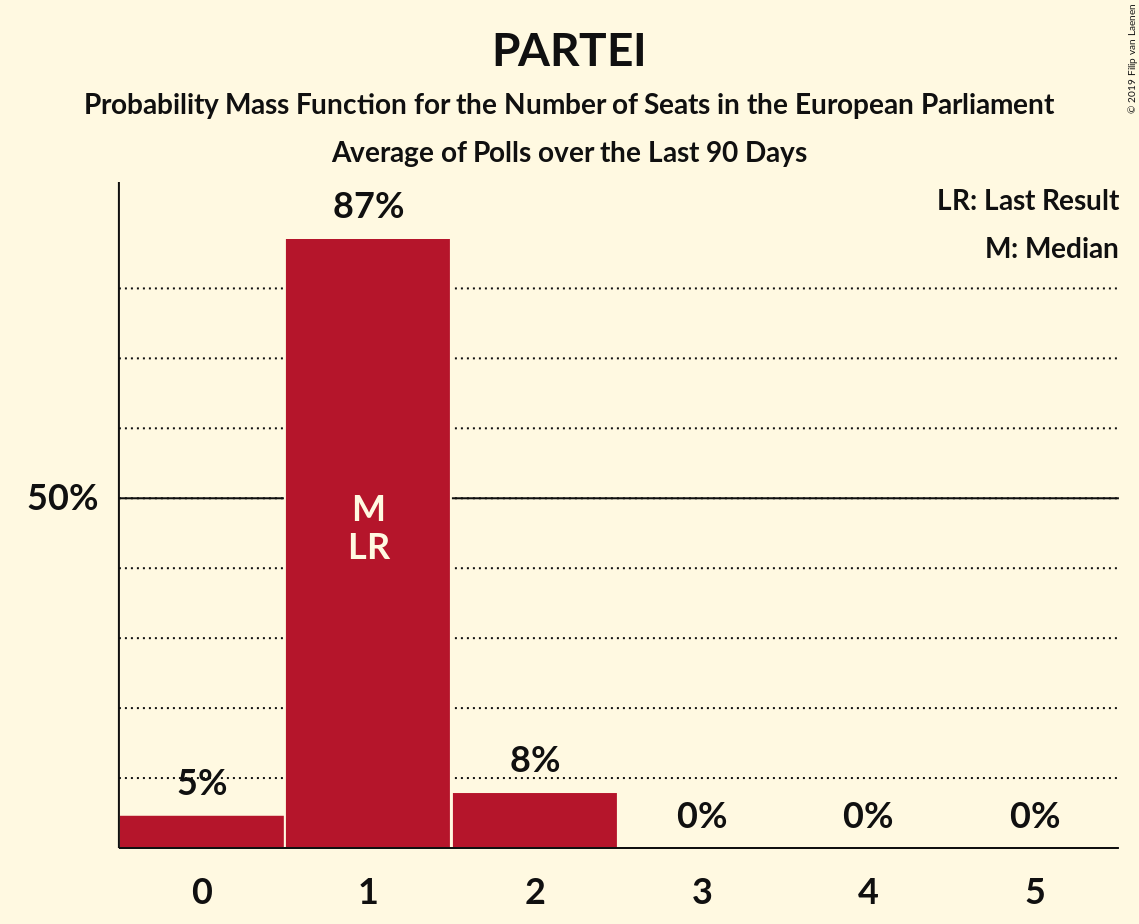 PARTEI
Probability Mass Function for the Number of Seats in the European Parliament
Average of Polls over the Last 90 Days
© 2019 Filip van Laenen
LR: Last Result
M: Median
87%
50%
M
LR
5%
8%
0%
0%
0%
0
1
2
3
4
5